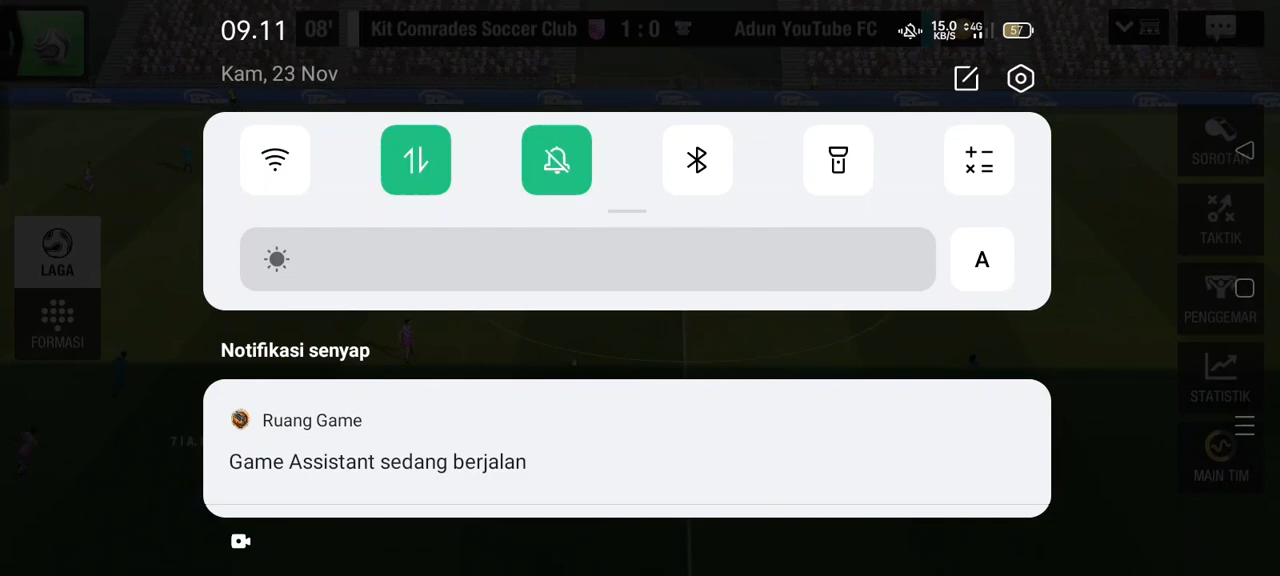 09.11
08'
Kit Comrades Soccer Club
1 : 0
Adun YouTube FC
15.0
KB/S
4G
57
Kam, 23 Nov
SOROTAN
LAGA
TAKTIK
A
PENGGEMAR
FORMASI
Notifikasi senyap
STATISTIK
Ruang Game
Game Assistant sedang berjalan
MAIN TIM